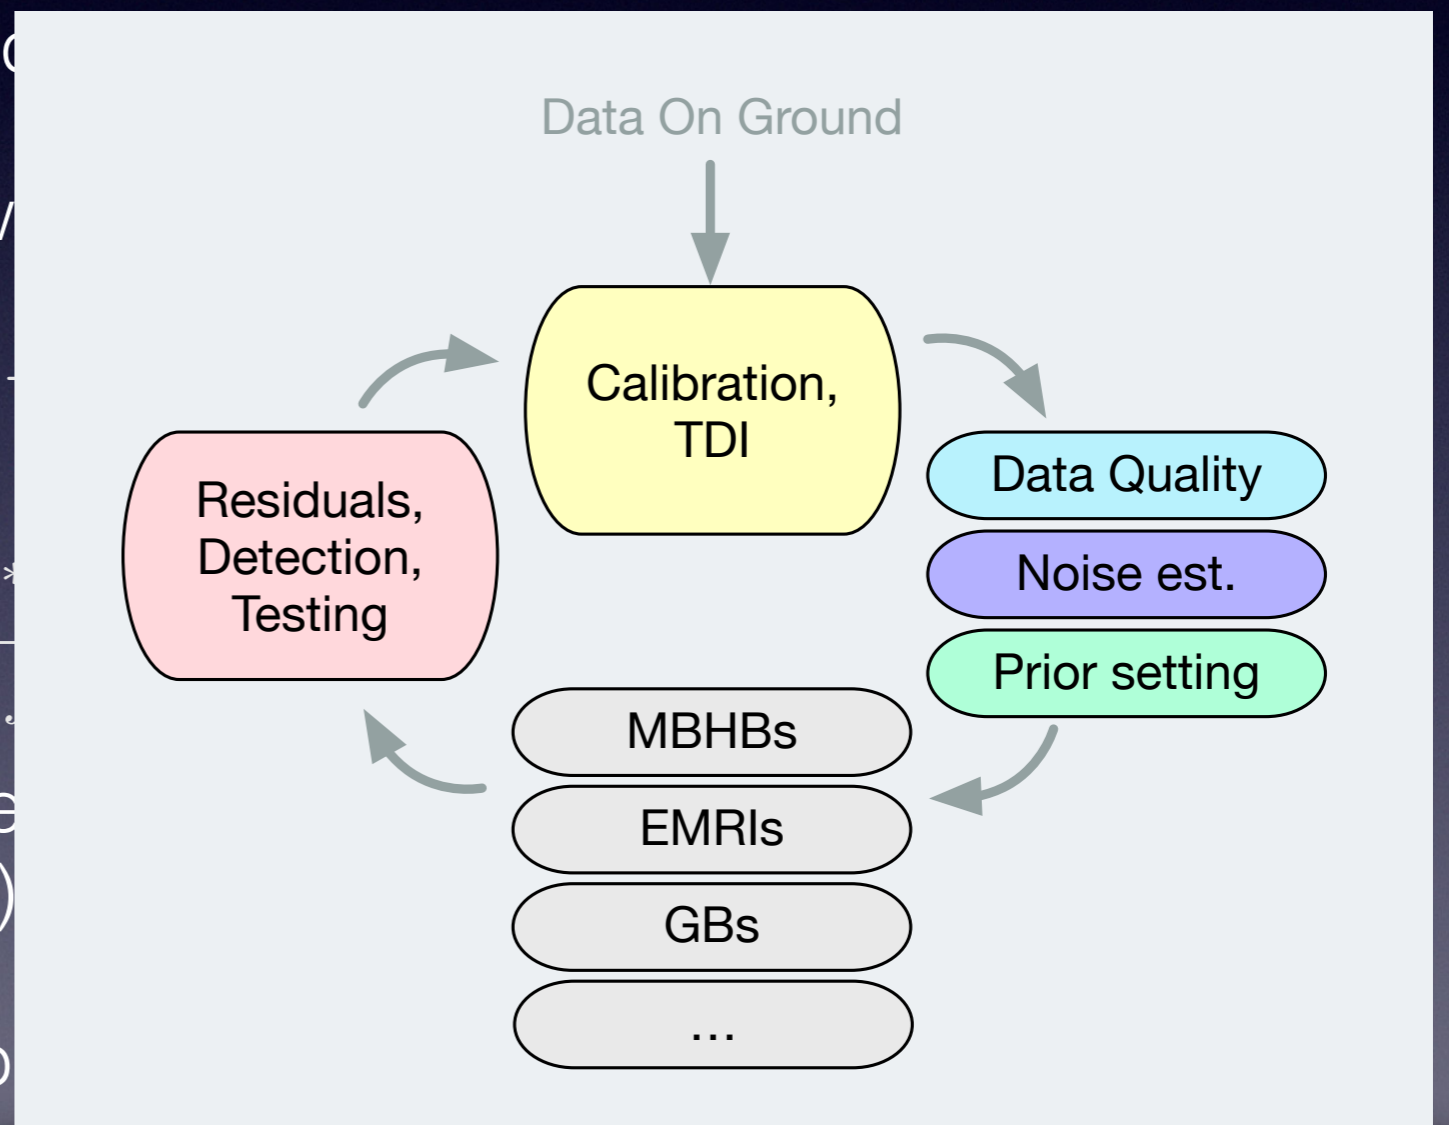 Data On Ground
Calibration,
TDI
Data Quality
Noise est.
Prior setting
Residuals,
Detection,
Testing
MBHBs
EMRIs
GBs
...